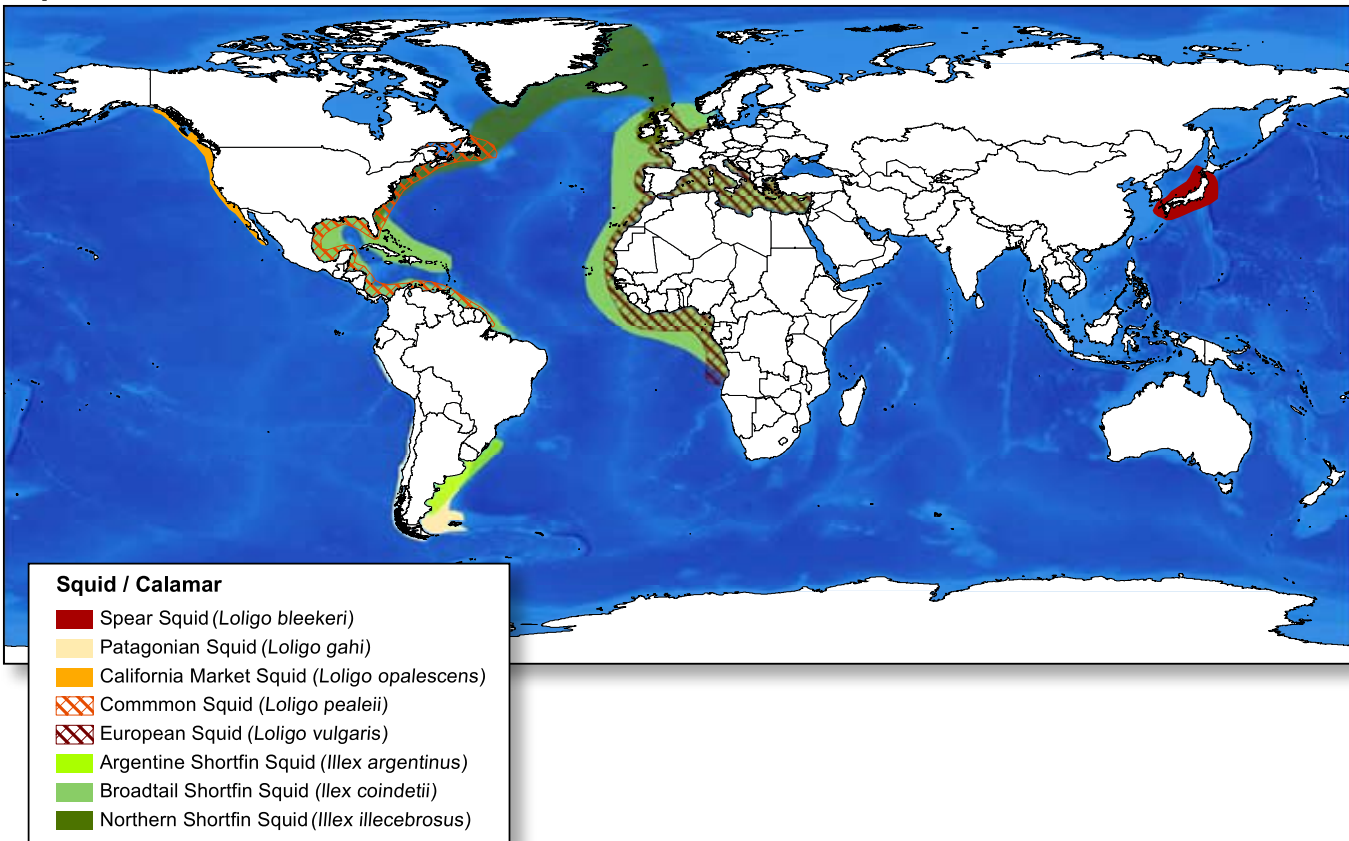 Squid / Calamar
Spear Squid (Loligo bleekeri)
Patagonian Squid (Loligo gahi)
California Market Squid (Loligo opalescens)
Commmon Squid (Loligo pealeii)
European Squid (Loligo vulgaris)
Argentine Shortfin Squid (Illex argentinus)
Broadtail Shortfin Squid (Ilex coindetii)
Northern Shortfin Squid (Illex illecebrosus)